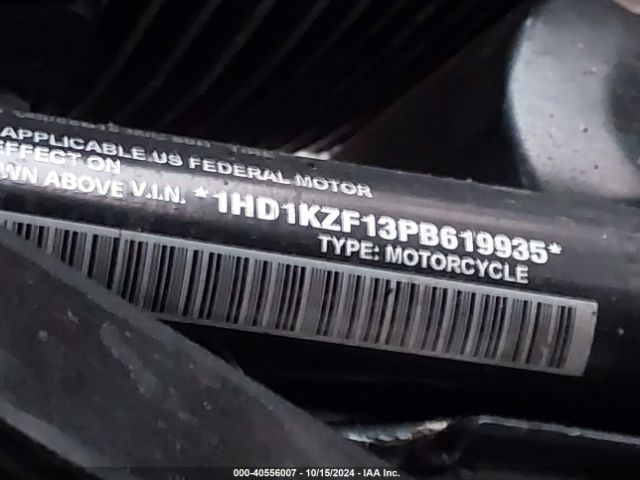 APPLICABLE US FEDERAL MOTOR
EFFECT ON
WN ABOVE V.I.N. *1HD1KZF13PB619935*
TYPE: MOTORCYCLE
000-40556007 - 10/15/2024 - IAA Inc.